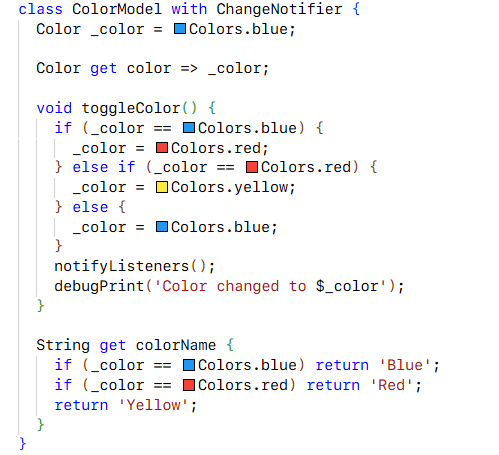 class ColorModel with ChangeNotifier {
  Color _color = Colors.blue;

  Color get color => _color;

  void toggleColor() {
    if (_color == Colors.blue) {
      _color = Colors.red;
    } else if (_color == Colors.red) {
      _color = Colors.yellow;
    } else {
      _color = Colors.blue;
    }
    notifyListeners();
    debugPrint('Color changed to $_color');
  }

  String get colorName {
    if (_color == Colors.blue) return 'Blue';
    if (_color == Colors.red) return 'Red';
    return 'Yellow';
  }
}